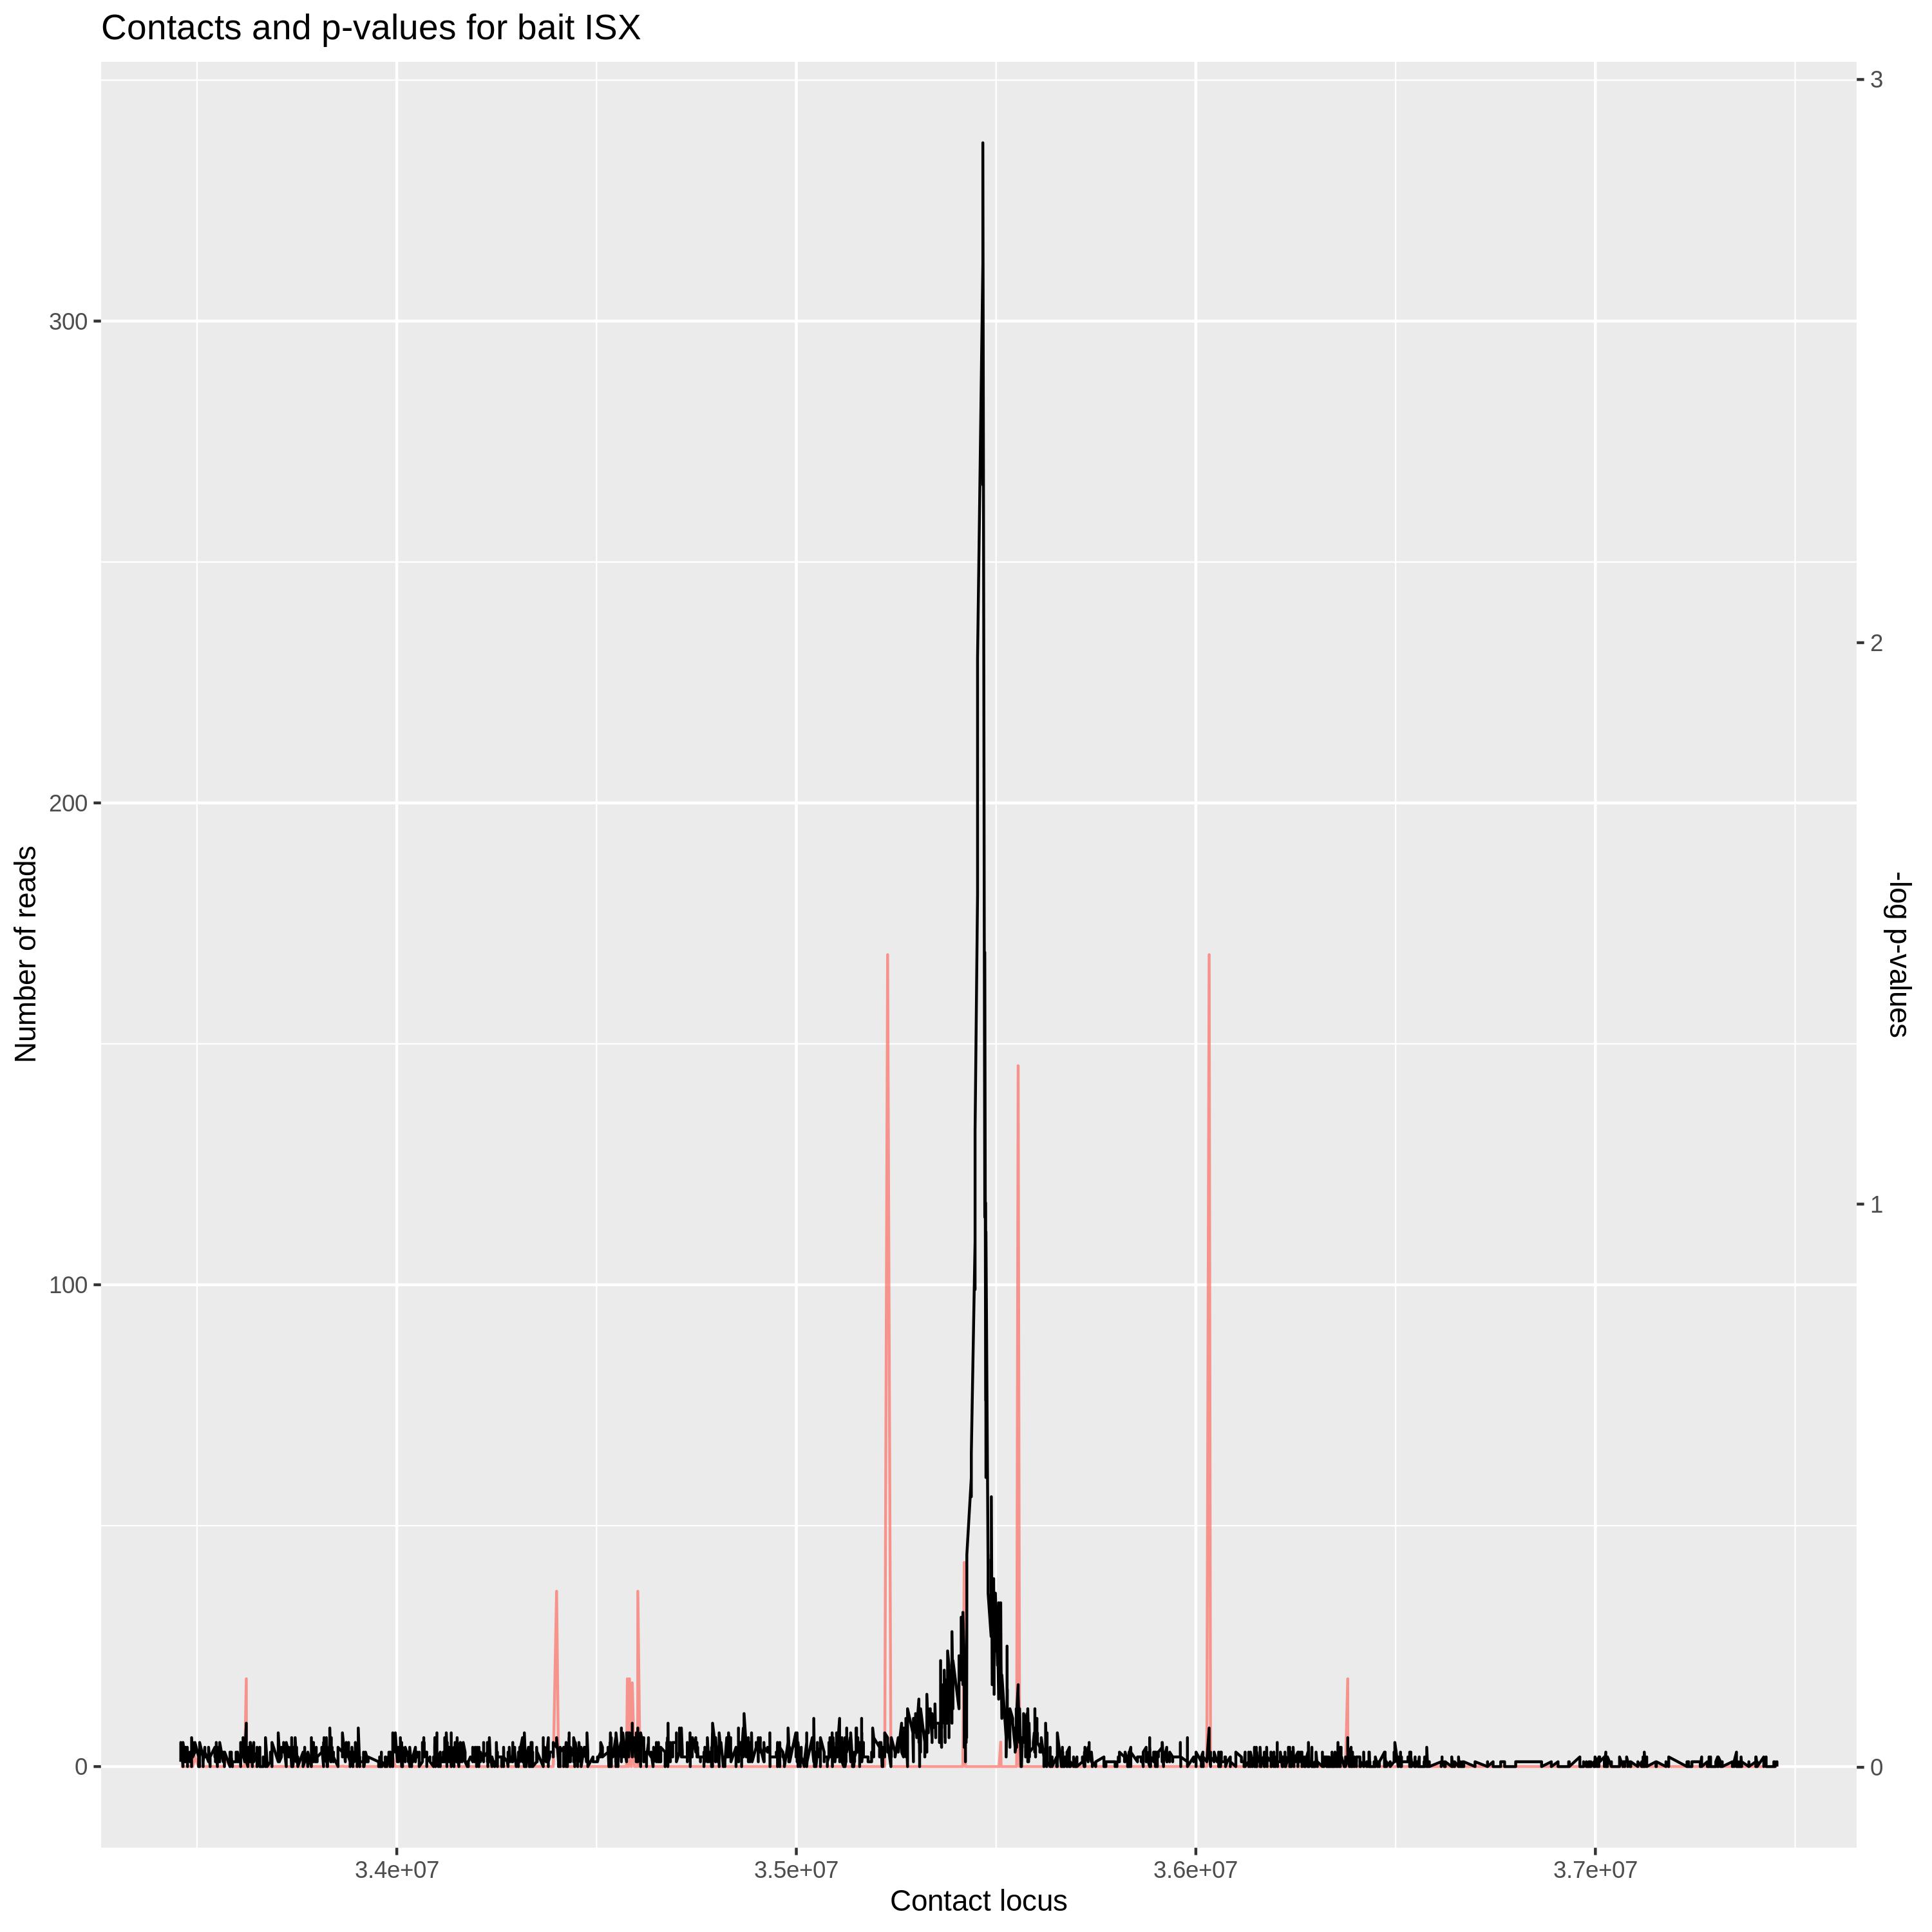 Contacts and p-values for bait ISX
3
300
2
200
Number of reads
-log p-values
1
100
0
0
3.4e+07
3.5e+07
3.6e+07
3.7e+07
Contact locus